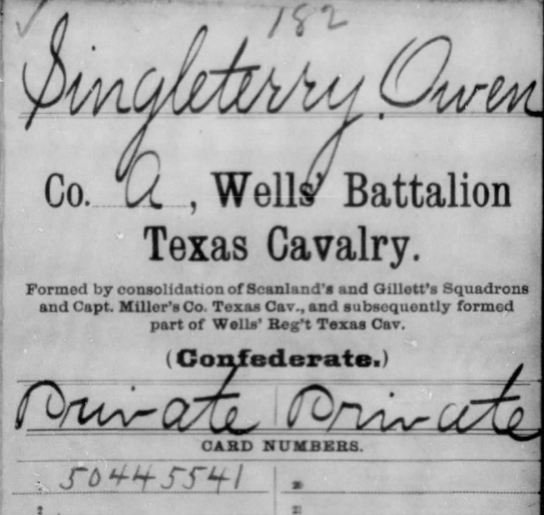 182
Singleterry, Owen
Co. A, Wells' Battalion
Texas Cavalry.
Formed by consolidation of Scanland's and Gillett's Squadrons
and Capt. Miller's Co. Texas Cav., and subsequently formed
part of Wells' Reg't Texas Cav.
(Confederate.)
Private Private
CARD NUMBERS.
50445541
2